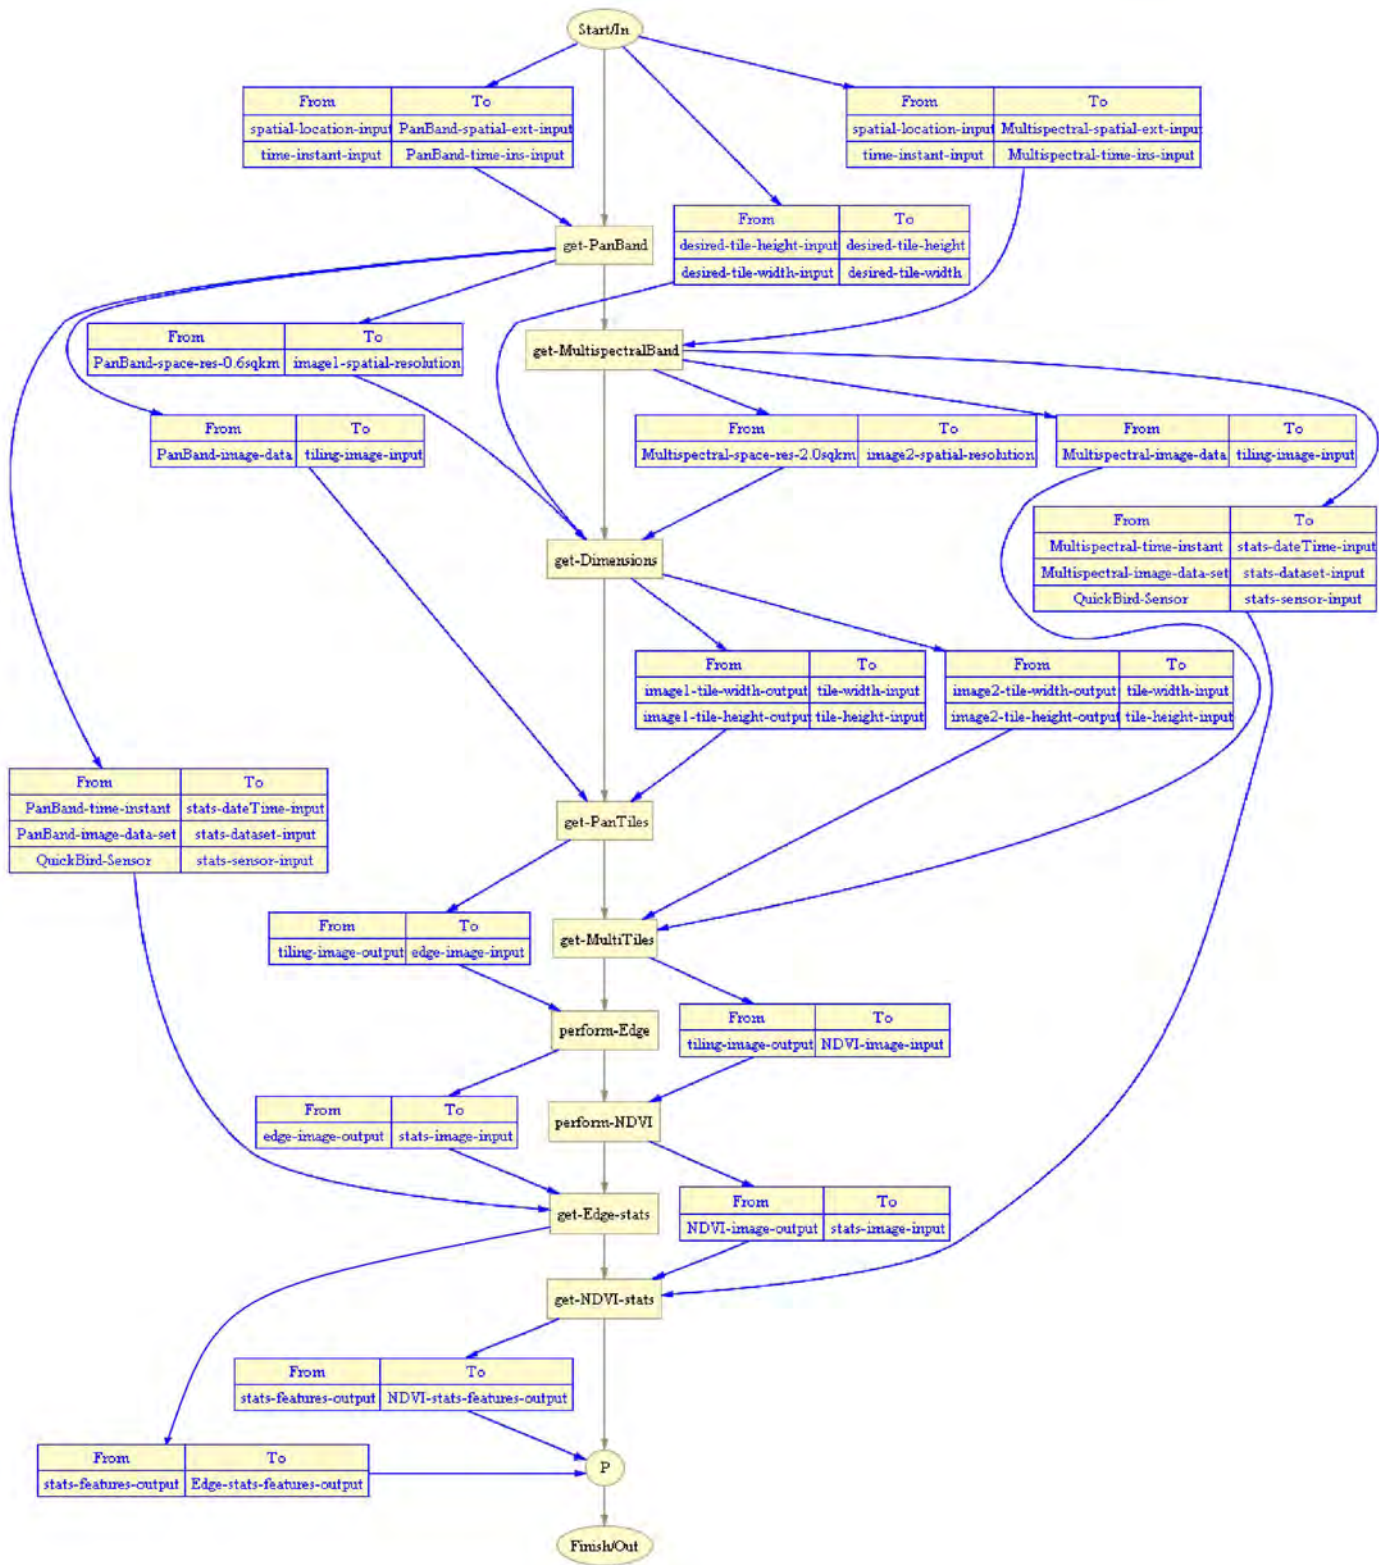 Start/In
From To
spatial-location-input PanBand-spatial-ext-input
time-instant-input PanBand-time-ins-input
From To
spatial-location-input Multispectral-spatial-ext-input
time-instant-input Multispectral-time-ins-input
From To
desired-tile-height-input desired-tile-height
desired-tile-width-input desired-tile-width
get-PanBand
From To
PanBand-space-res-0.6sqkm image1-spatial-resolution
get-MultispectralBand
From To
PanBand-image-data tiling-image-input
From To
Multispectral-space-res-2.0sqkm image2-spatial-resolution
From To
Multispectral-image-data tiling-image-input
From To
Multispectral-time-instant stats-dateTime-input
Multispectral-image-data-set stats-dataset-input
QuickBird-Sensor stats-sensor-input
get-Dimensions
From To
image1-tile-width-output tile-width-input
image1-tile-height-output tile-height-input
From To
image2-tile-width-output tile-width-input
image2-tile-height-output tile-height-input
From To
PanBand-time-instant stats-dateTime-input
PanBand-image-data-set stats-dataset-input
QuickBird-Sensor stats-sensor-input
get-PanTiles
From To
tiling-image-output edge-image-input
get-MultiTiles
perform-Edge
From To
tiling-image-output NDVI-image-input
From To
edge-image-output stats-image-input
perform-NDVI
get-Edge-stats
From To
NDVI-image-output stats-image-input
get-NDVI-stats
From To
stats-features-output NDVI-stats-features-output
From To
stats-features-output Edge-stats-features-output
P
Finish/Out